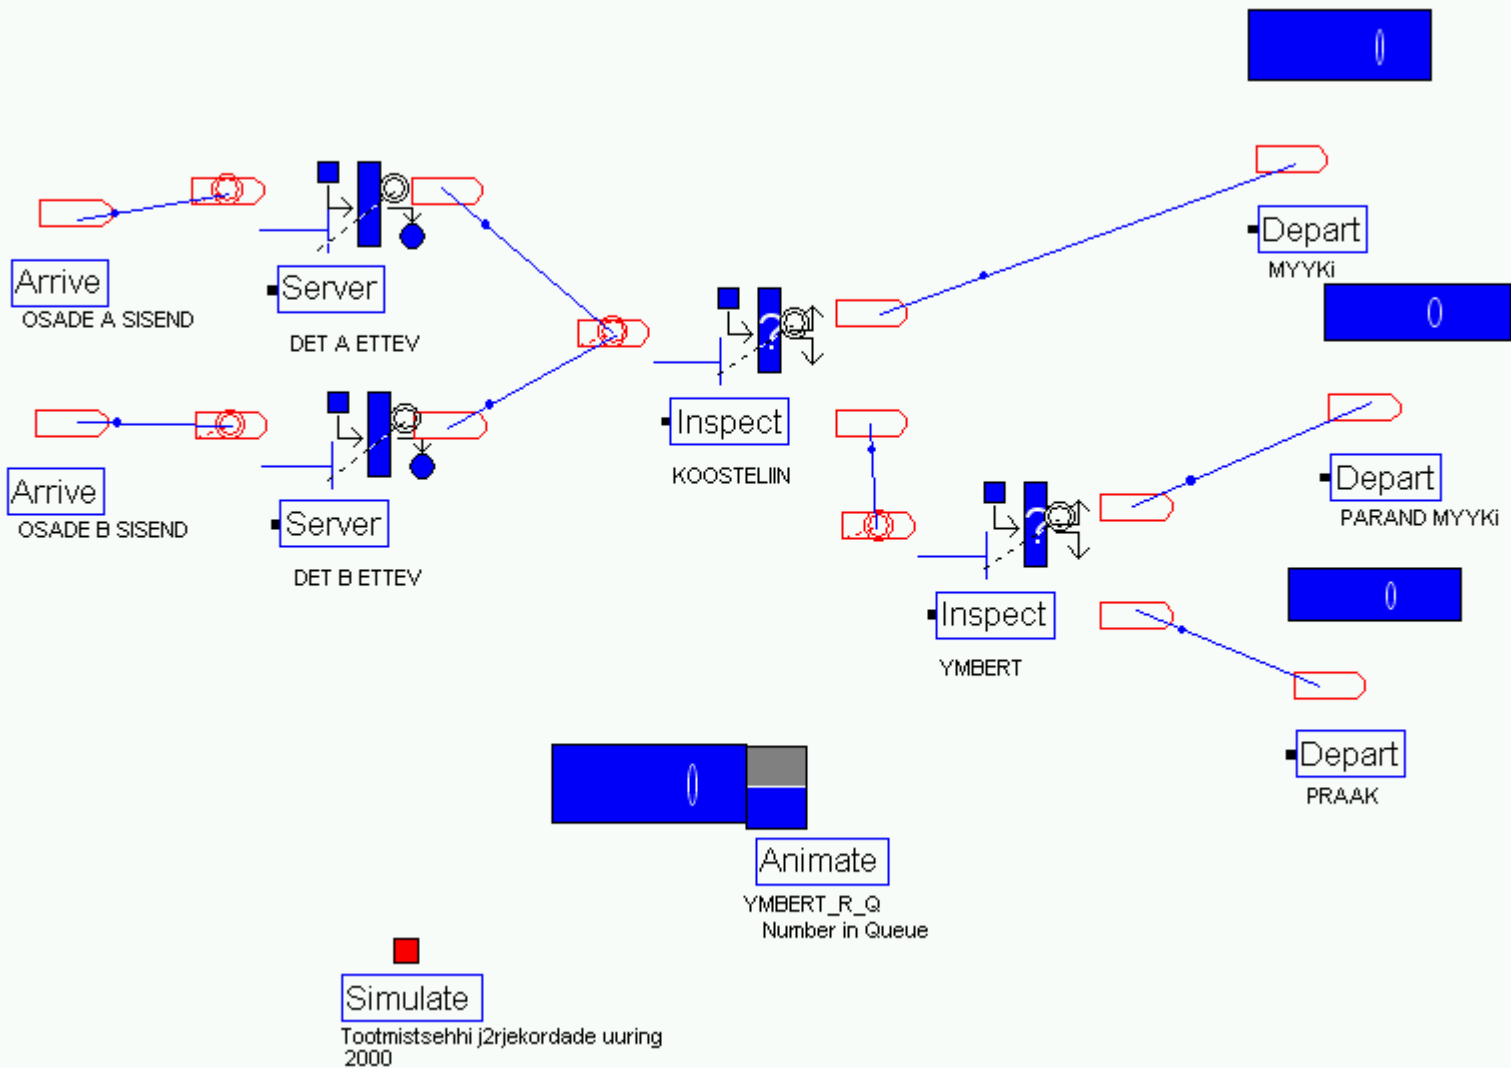 0
Depart
MYYKi
Arrive
OSADE A SISEND
Server
DET A ETTEV
0
?
Inspect
KOOSTELIIN
Depart
PARAND MYYKi
Arrive
OSADE B SISEND
Server
DET B ETTEV
?
Inspect
YMBERT
0
Depart
PRAAK
0
Animate
YMBERT_R_Q
Number in Queue
Simulate
Tootmistsehhi j2rjekordade uuring
2000